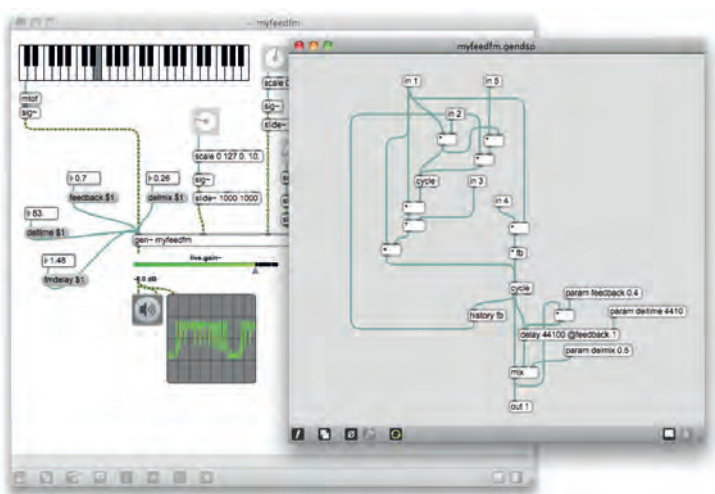 myfeedfm
mtof
sig~
0.7
feedback $1
0.26
delmix $1
83.
deltime $1
1.46
fmdelay $1
scale 0 127 0. 10.
sig~
slide~ 1000 1000
sig~
slide~
gen~ myfeedfm
live.gain~
dB
myfeedfm.gendsp
in 1
in 5
in 2
*
*
*
cycle
in 3
in 4
*
*
*
*
* fb
cycle
history fb
param feedback 0.4
*
param deltime 4410
delay 44100 @feedback 1
param delmix 0.5
mix
out 1